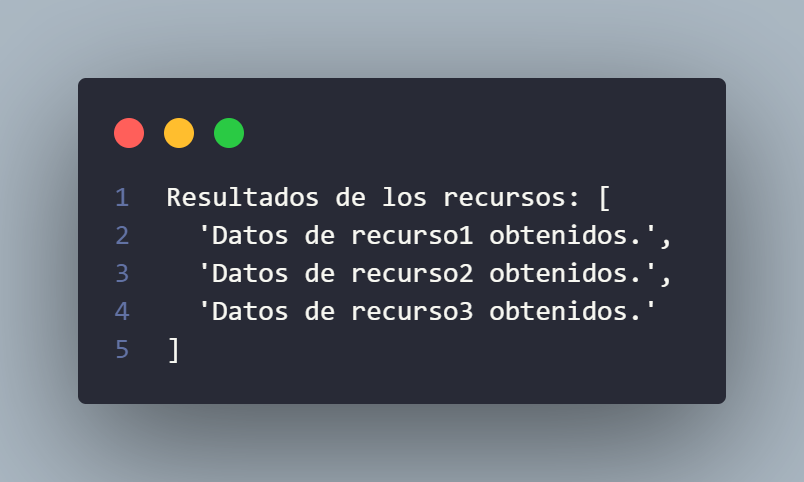 1 Resultados de los recursos: [
2 'Datos de recurso1 obtenidos.',
3 'Datos de recurso2 obtenidos.',
4 'Datos de recurso3 obtenidos.'
5 ]